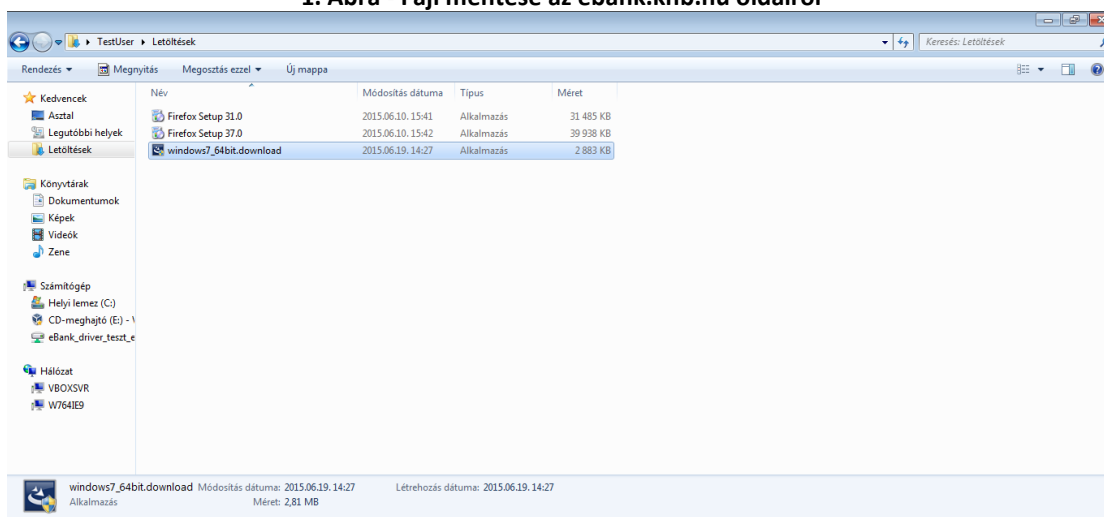 1. Ábra - Fájl mentése az ebank.khb.hu oldalról
TestUser Letöltések
Keresés: Letöltések
Rendezés Megnyitás Megosztás ezzel Új mappa
Név Módosítás dátuma Típus Méret
Kedvencek
Asztal
Legutóbbi helyek
Letöltések
Firefox Setup 31.0 2015.06.10. 15:41 Alkalmazás 31 485 KB
Firefox Setup 37.0 2015.06.10. 15:42 Alkalmazás 39 938 KB
windows7_64bit.download 2015.06.19. 14:27 Alkalmazás 2 883 KB
Könyvtárak
Dokumentumok
Képek
Videók
Zene
Számítógép
Helyi lemez (C:)
CD-meghajtó (E:) - V
eBank_driver_teszt_e
Hálózat
VBOXSVR
W764IE9
windows7_64bit.download Módosítás dátuma: 2015.06.19. 14:27 Létrehozás dátuma: 2015.06.19. 14:27
Alkalmazás Méret: 2,81 MB